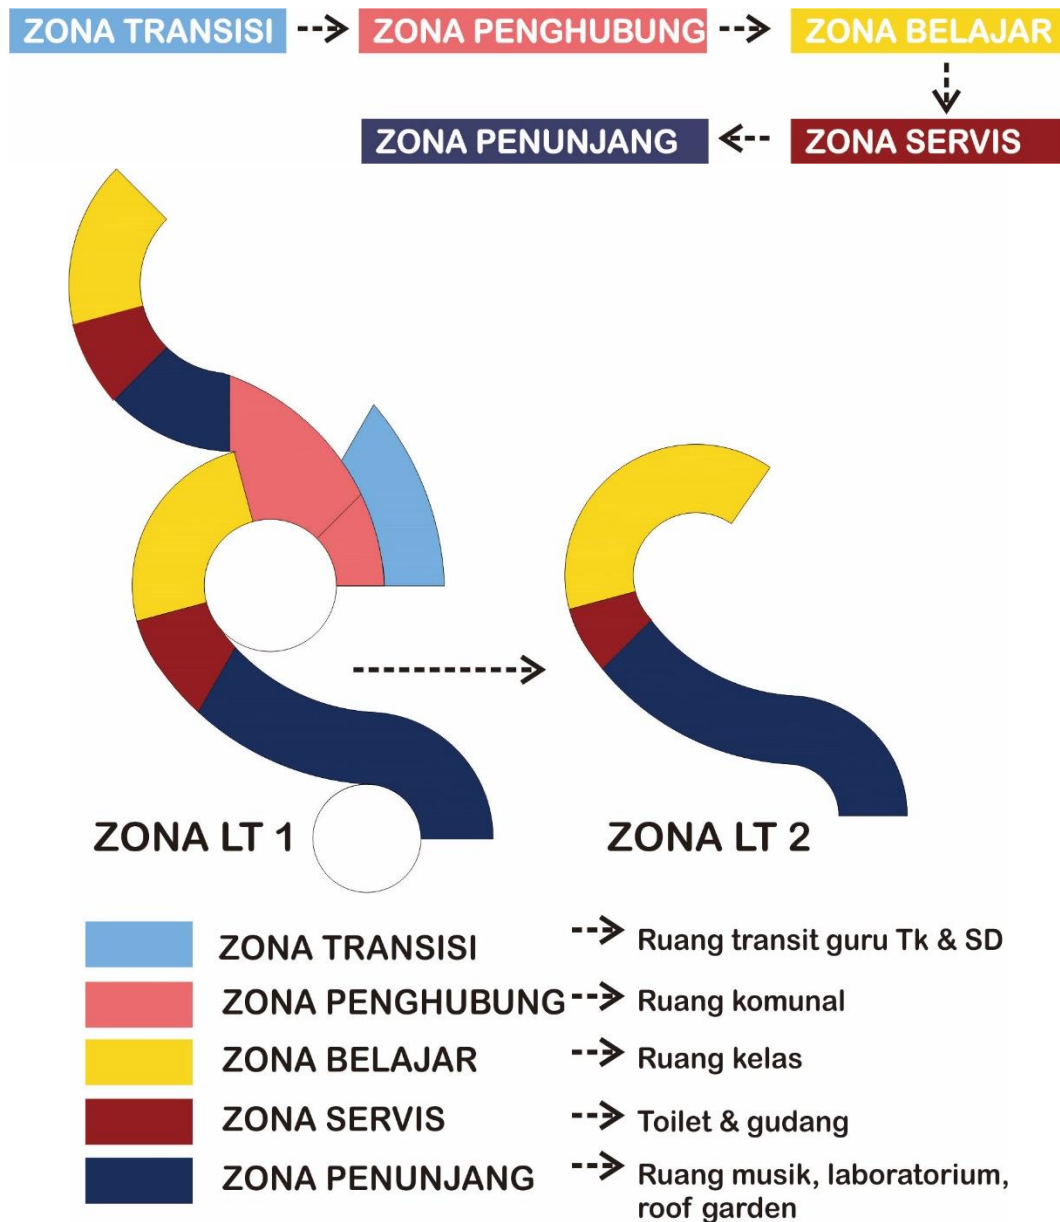 ZONA TRANSISI
ZONA PENGHUBUNG
ZONA BELAJAR
ZONA PENUNJANG
ZONA SERVIS
ZONA LT 1
ZONA LT 2
ZONA TRANSISI
Ruang transit guru Tk & SD
ZONA PENGHUBUNG
Ruang komunal
ZONA BELAJAR
Ruang kelas
ZONA SERVIS
Toilet & gudang
ZONA PENUNJANG
Ruang musik, laboratorium,
roof garden